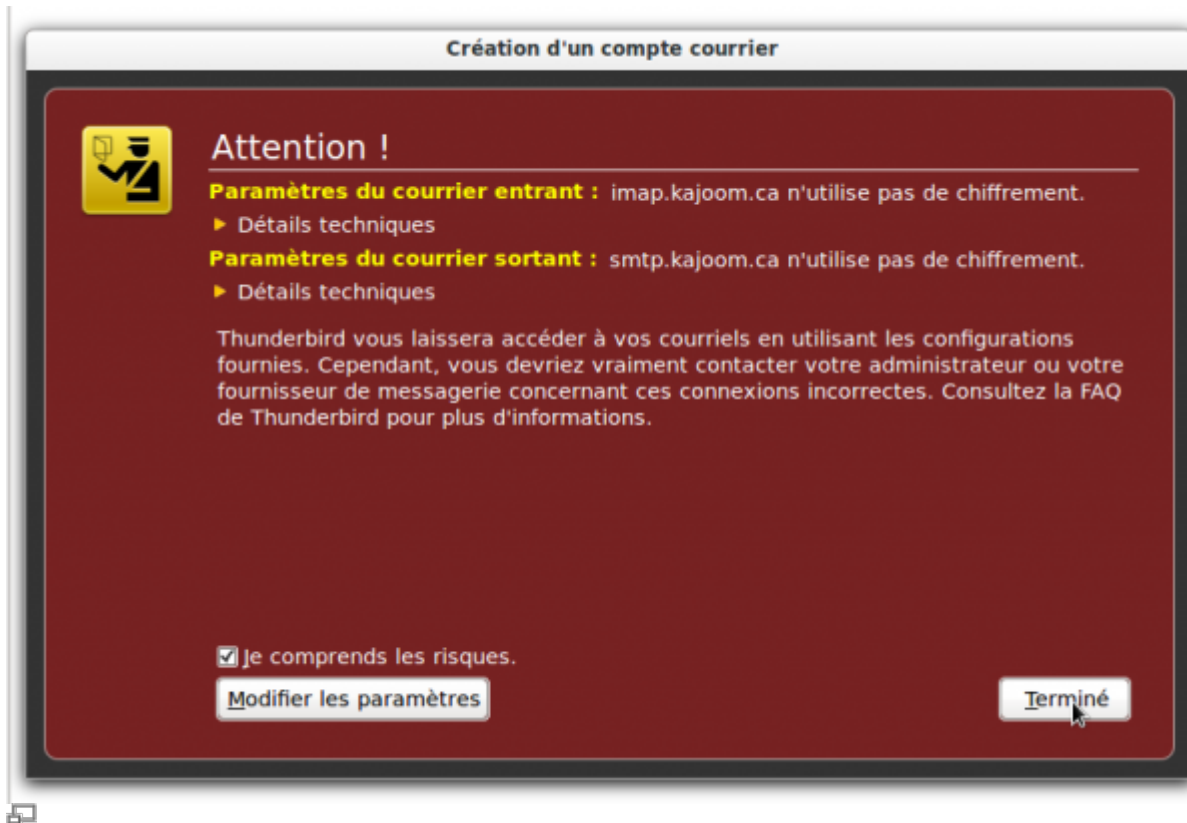 Création d'un compte courrier
Attention !
Paramètres du courrier entrant : imap.kajoom.ca n'utilise pas de chiffrement.
Détails techniques
Paramètres du courrier sortant : smtp.kajoom.ca n'utilise pas de chiffrement.
Détails techniques
Thunderbird vous laissera accéder à vos courriels en utilisant les configurations
fournies. Cependant, vous devriez vraiment contacter votre administrateur ou votre
fournisseur de messagerie concernant ces connexions incorrectes. Consultez la FAQ
de Thunderbird pour plus d'informations.
Je comprends les risques.
Modifier les paramètres
Terminé